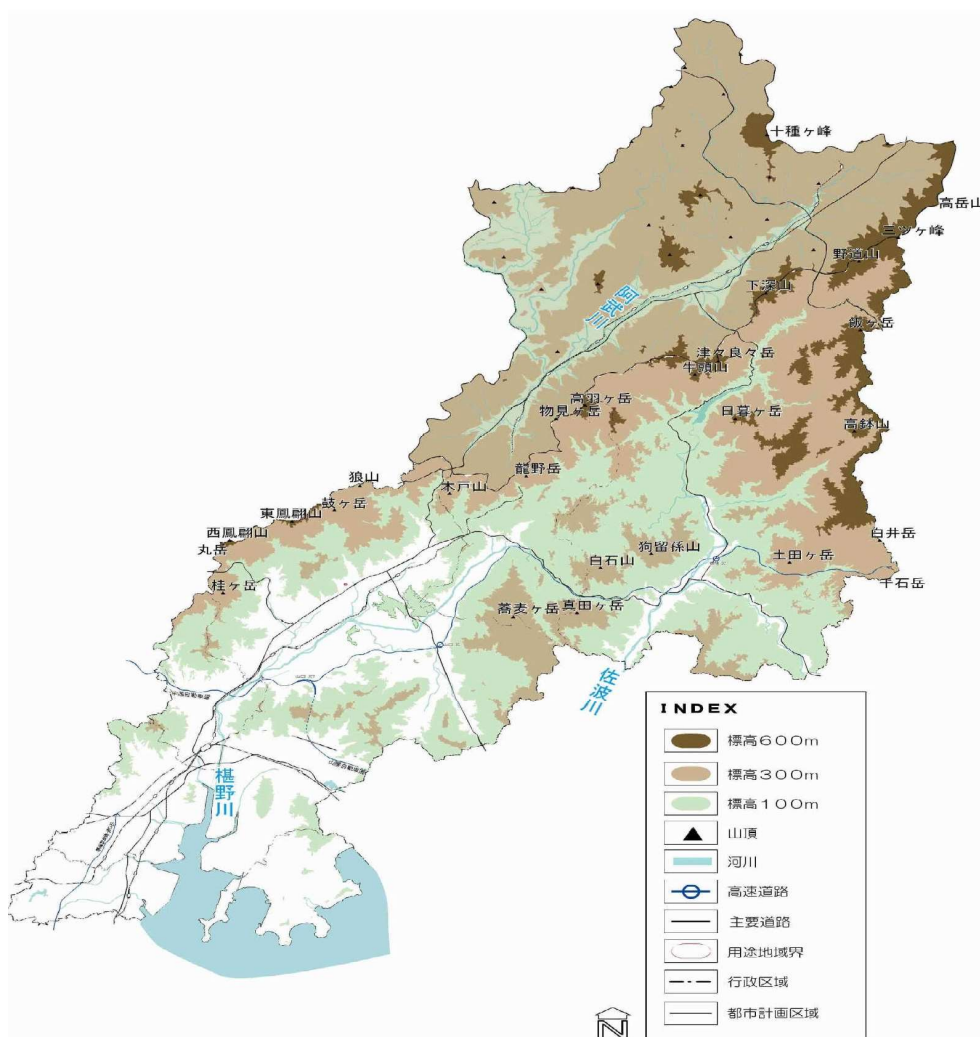 十種ヶ峰
高岳山
三ツヶ峰
野道山
下深山
阿武川
飯ヶ岳
津々良々岳
牛頭山
高羽ヶ岳
物見ヶ岳
日暮ヶ岳
高鉢山
龍野岳
狼山
木戸山
鼓ヶ岳
東鳳翩山
西鳳翩山
丸岳
白井岳
狗留孫山
土田ヶ岳
白石山
千石岳
桂ヶ岳
蕎麦ヶ岳
真田ヶ岳
佐波川
椹野川
INDEX
標高600m
標高300m
標高100m
山頂
河川
高速道路
主要道路
用途地域界
行政区域
都市計画区域
N